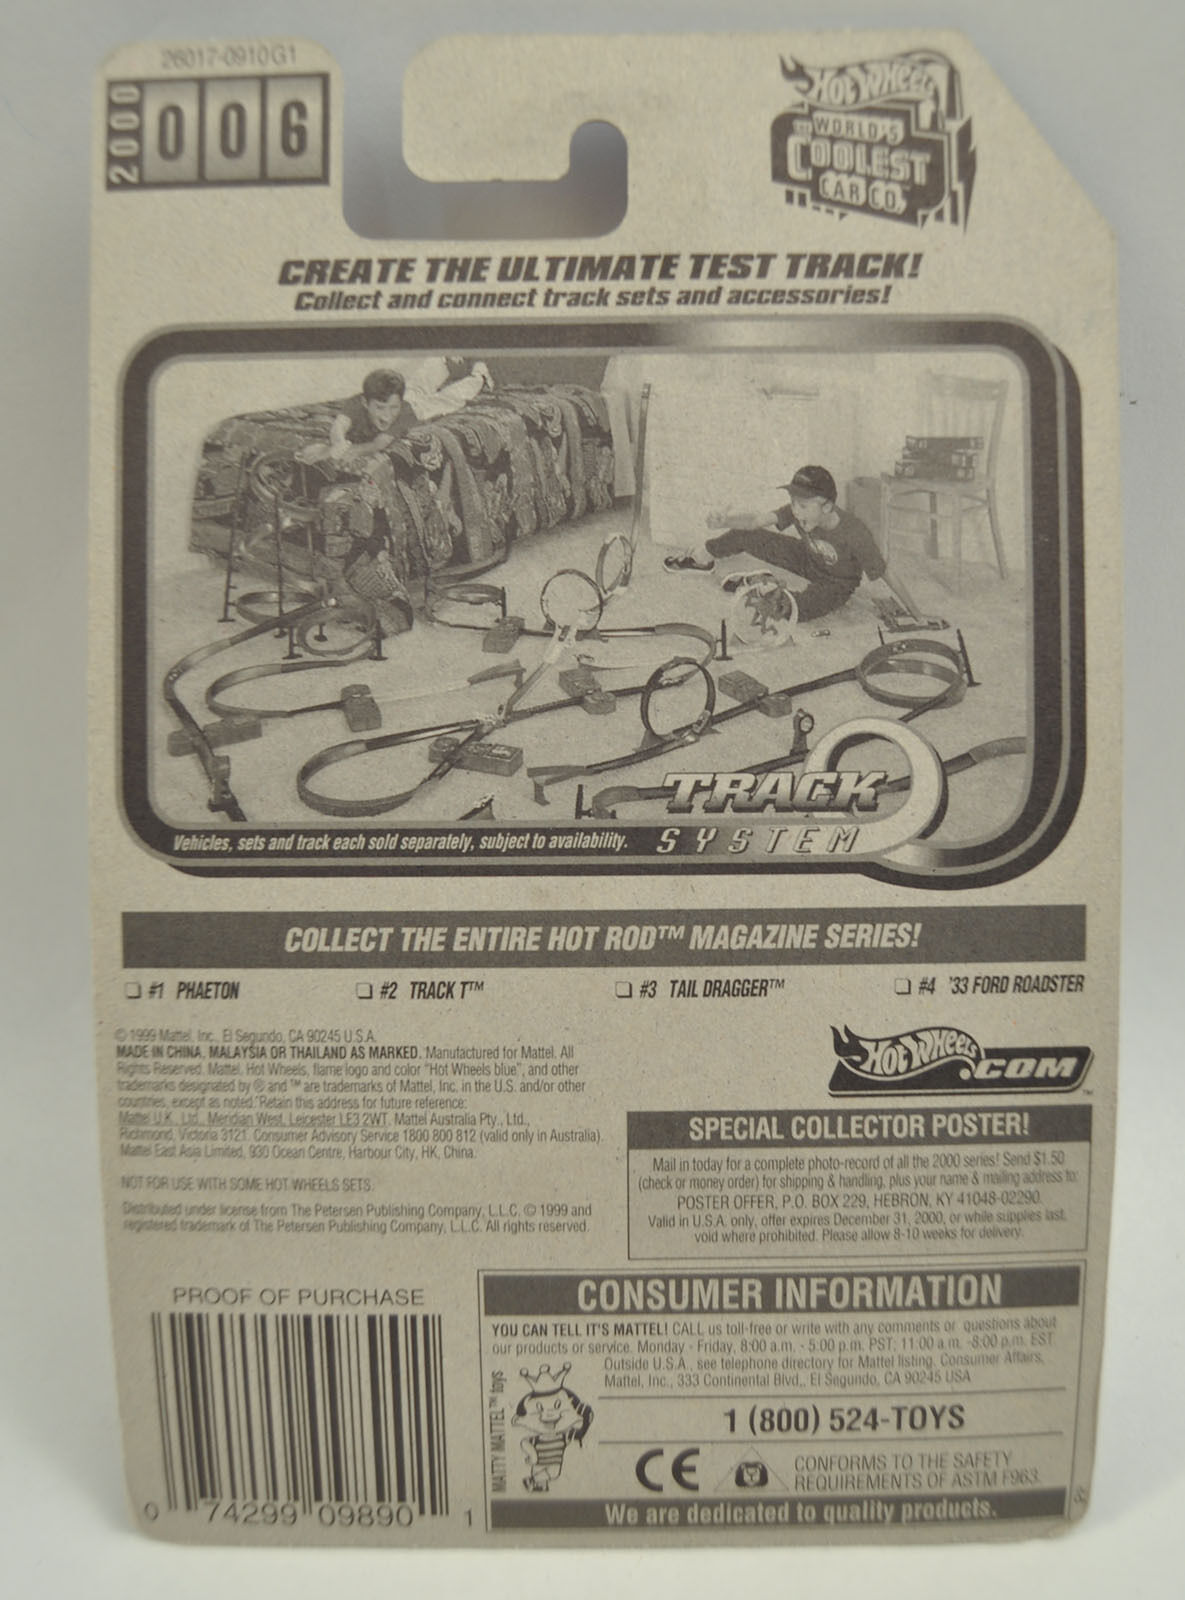 26017-0910G1
2000
006
HOT WHEELS
THE WORLD'S
COOLEST
CAR CO.
CREATE THE ULTIMATE TEST TRACK!
Collect and connect track sets and accessories!
Vehicles, sets and track each sold separately, subject to availability.
TRACK
SYSTEM
COLLECT THE ENTIRE HOT ROD™ MAGAZINE SERIES!
❏ #1 PHAETON ❏ #2 TRACK T™ ❏ #3 TAIL DRAGGER™ ❏ #4 '33 FORD ROADSTER
© 1999 Mattel, Inc., El Segundo, CA 90245 U.S.A.
MADE IN CHINA, MALAYSIA OR THAILAND AS MARKED. Manufactured for Mattel. All
Rights Reserved. Mattel, Hot Wheels, flame logo and color "Hot Wheels blue", and other
trademarks designated by ® and ™ are trademarks of Mattel, Inc. in the U.S. and/or other
countries, except as noted. Retain this address for future reference:
Mattel U.K., Ltd., Meridian West, Leicester LE3 2WT. Mattel Australia Pty., Ltd.,
Richmond, Victoria 3121. Consumer Advisory Service 1800 800 812 (valid only in Australia).
Mattel East Asia Limited, 930 Ocean Centre, Harbour City, HK, China.
NOT FOR USE WITH SOME HOT WHEELS SETS.
Distributed under license from The Petersen Publishing Company, L.L.C. © 1999 and
registered trademark of The Petersen Publishing Company, L.L.C. All rights reserved.
HOT WHEELS.COM™
SPECIAL COLLECTOR POSTER!
Mail in today for a complete photo-record of all the 2000 series! Send $1.50
(check or money order) for shipping & handling, plus your name & mailing address to:
POSTER OFFER, P.O. BOX 229, HEBRON, KY 41048-02290.
Valid in U.S.A. only, offer expires December 31, 2000, or while supplies last,
void where prohibited. Please allow 8-10 weeks for delivery.
PROOF OF PURCHASE
0 74299 09890 1
CONSUMER INFORMATION
YOU CAN TELL IT'S MATTEL! CALL us toll-free or write with any comments or questions about
our products or service. Monday - Friday, 8:00 a.m. - 5:00 p.m. PST; 11:00 a.m. -8:00 p.m. EST.
Outside U.S.A., see telephone directory for Mattel listing. Consumer Affairs,
Mattel, Inc., 333 Continental Blvd., El Segundo, CA 90245 USA
MATTY MATTEL™ toys
1 (800) 524-TOYS
CE
CONFORMS TO THE SAFETY
REQUIREMENTS OF ASTM F963.
We are dedicated to quality products.